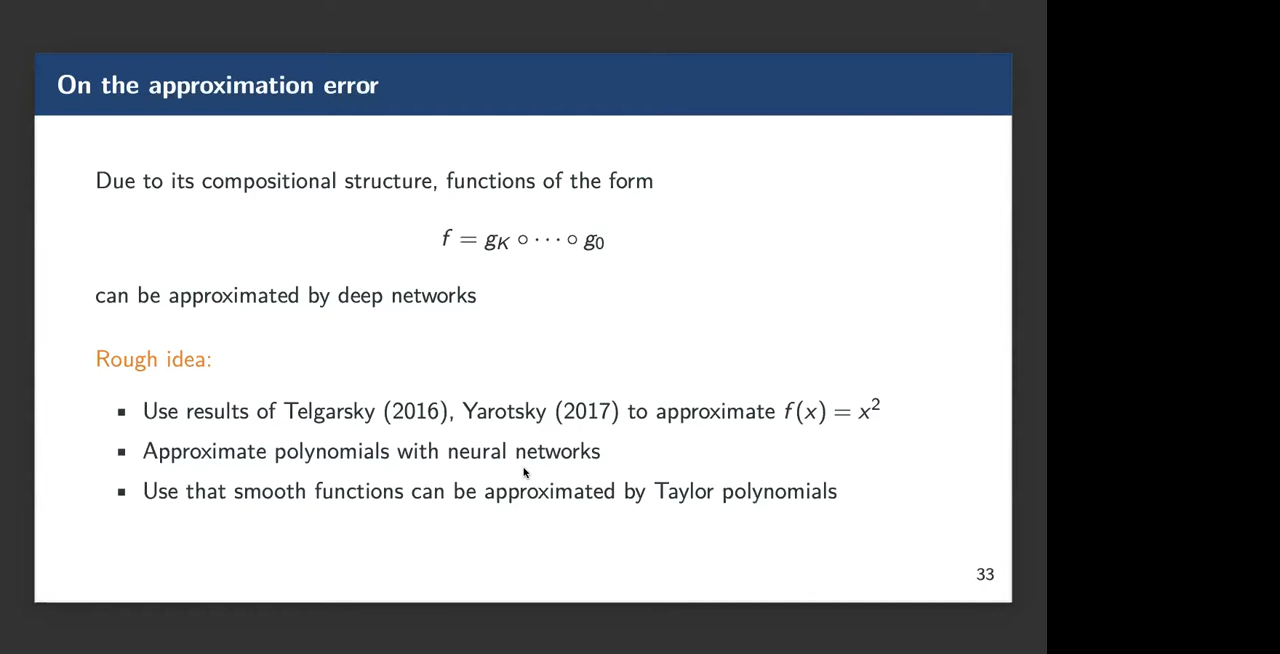 On the approximation error
Due to its compositional structure, functions of the form
f = g_K ∘ ⋯ ∘ g_0
can be approximated by deep networks
Rough idea:
▪ Use results of Telgarsky (2016), Yarotsky (2017) to approximate f(x) = x²
▪ Approximate polynomials with neural networks
▪ Use that smooth functions can be approximated by Taylor polynomials
33